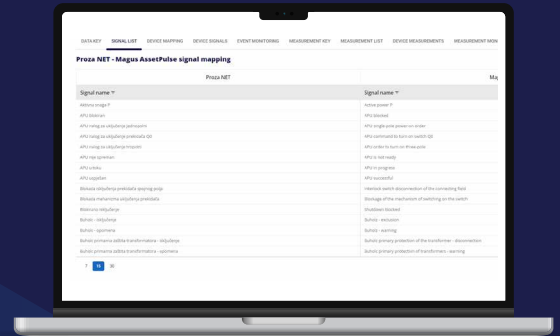 DATA KEY SIGNAL LIST DEVICE MAPPING DEVICE SIGNALS EVENT MONITORING MEASUREMENT KEY MEASUREMENT LIST DEVICE MEASUREMENTS MEASUREMENT MON
Proza NET - Magus AssetPulse signal mapping
Proza NET Mag
Signal name Signal name
Aktivna snaga P Active power P
APU blokiran APU blocked
APU nalog za uključenje jednopolni APU single-pole power-on order
APU nalog za uključenje prekidača Q0 APU command to turn on switch Q0
APU nalog za uključenje tropolni APU order to turn on three-pole
APU nije spreman APU is not ready
APU u toku APU in progress
APU uspješan APU successful
Blokada isključenja prekidača spojnog polja Interlock switch disconnection of the connecting field
Blokada mehanizma uklapanja prekidača Blockage of the mechanism of switching on the switch
Blokirano isključenje Shutdown blocked
Buholc - isključenje Buholc - exclusion
Buholc - opomena Buholc - warning
Buholc primarna zaštita transformatora - isključenje Buholc primary protection of the transformer - disconnection
Buholc primarna zaštita transformatora - opomena Buholc primary protection of transformers - warning
15